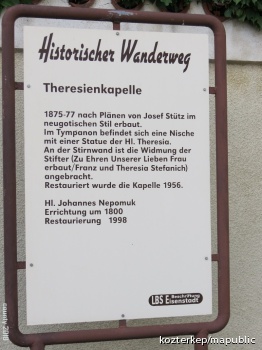 Historischer Wanderweg
Theresienkapelle
1875-77 nach Plänen von Josef Stütz im
neugotischen Stil erbaut.
Im Tympanon befindet sich eine Nische
mit einer Statue der Hl. Theresia.
An der Stirnwand ist die Widmung der
Stifter (Zu Ehren Unserer Lieben Frau
erbaut/Franz und Theresia Stefanich)
angebracht.
Restauriert wurde die Kapelle 1956.
Hl. Johannes Nepomuk
Errichtung um 1800
Restaurierung 1998
LBS E. Beschriftung
Eisenstadt
kozterkep/mapublic